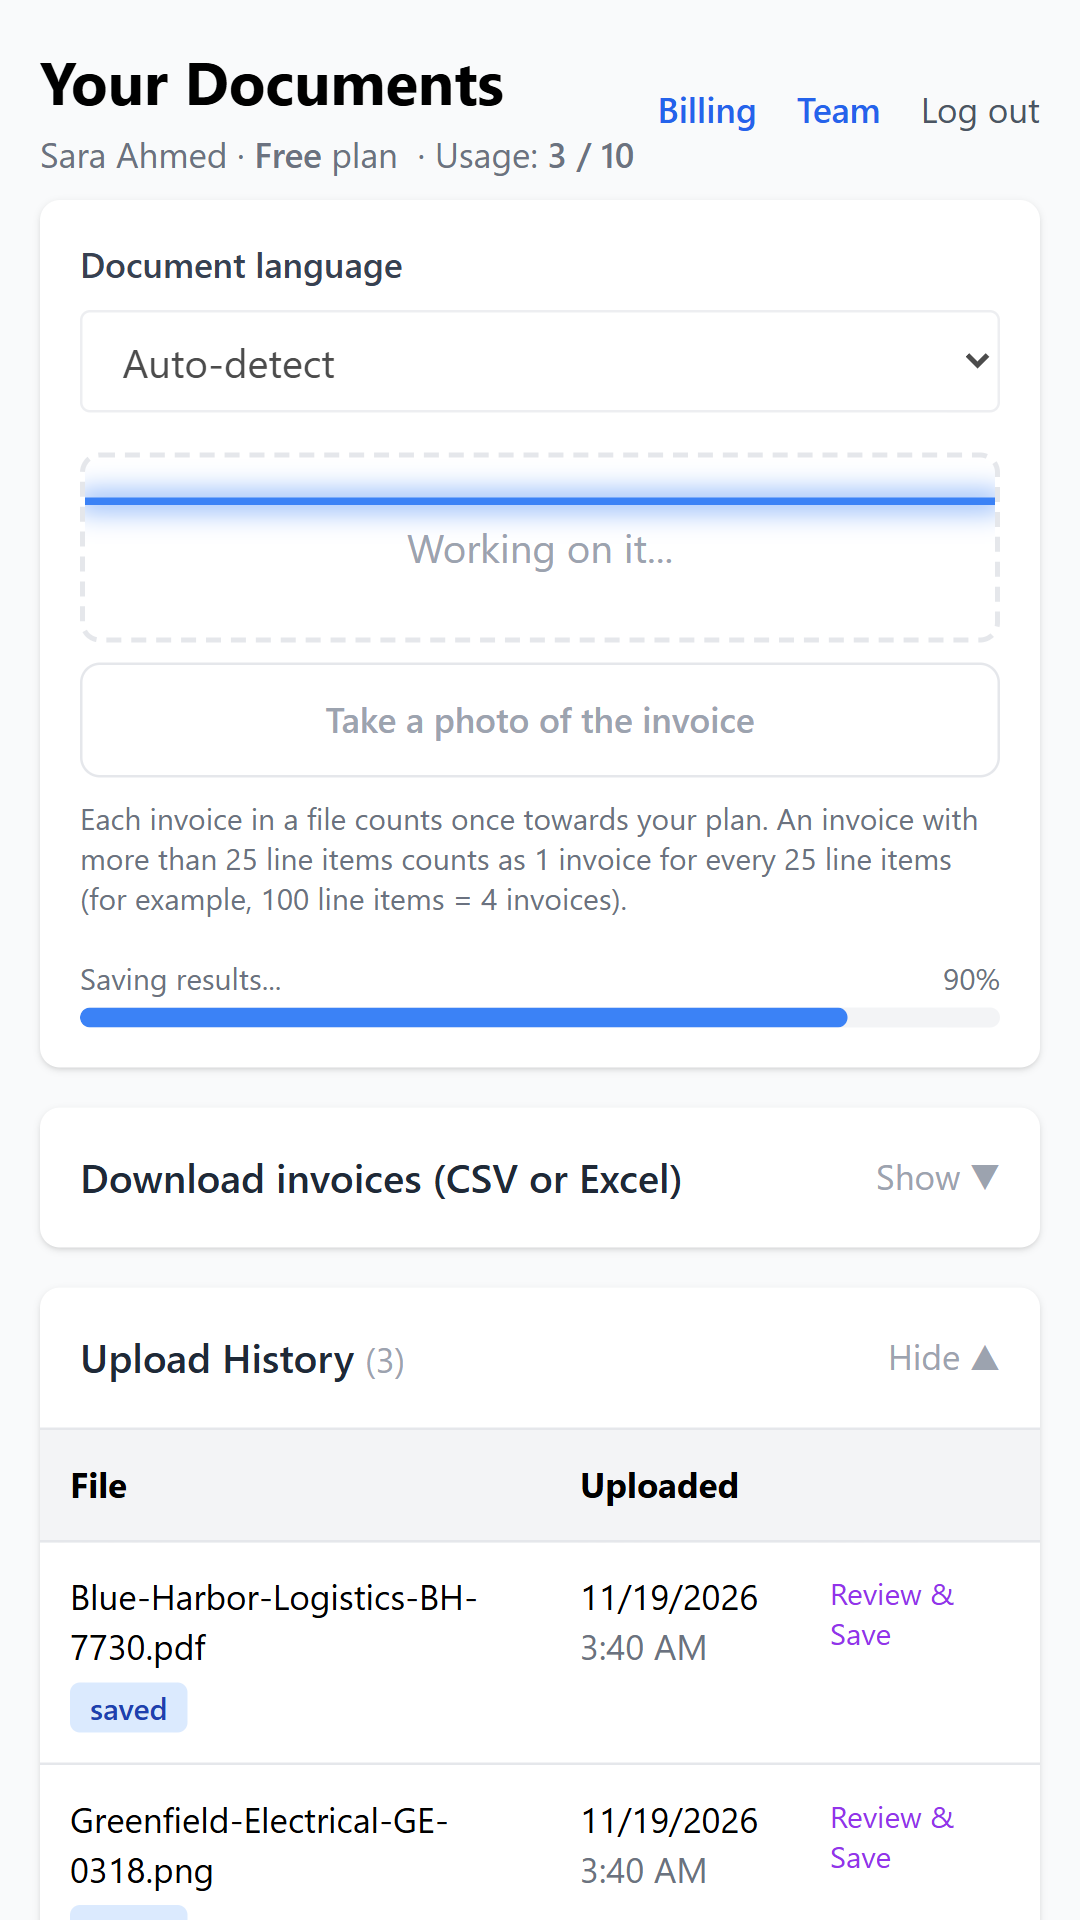 Your Documents
Billing Team Log out
Sara Ahmed · Free plan · Usage: 3 / 10
Document language
Auto-detect
Working on it...
Take a photo of the invoice
Each invoice in a file counts once towards your plan. An invoice with
more than 25 line items counts as 1 invoice for every 25 line items
(for example, 100 line items = 4 invoices).
Saving results... 90%
Download invoices (CSV or Excel) Show ▼
Upload History (3) Hide ▲
File Uploaded
Blue-Harbor-Logistics-BH- 11/19/2026 Review &
7730.pdf 3:40 AM Save
saved
Greenfield-Electrical-GE- 11/19/2026 Review &
0318.png 3:40 AM Save